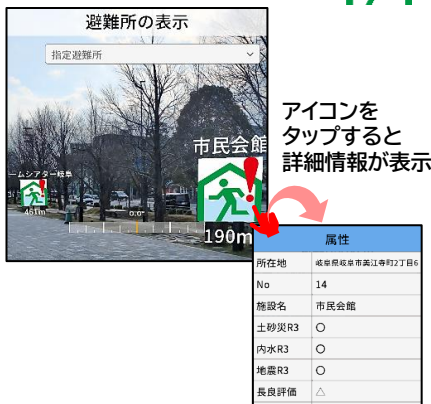 避難所の表示
指定避難所
アイコンを
タップすると
詳細情報が表示
市民会館
ームシアター岐阜
461m
0.0°
190m
属性
所在地 岐阜県岐阜市美江寺町2丁目6
No 14
施設名 市民会館
土砂災R3 〇
内水R3 〇
地震R3 〇
長良評価 △